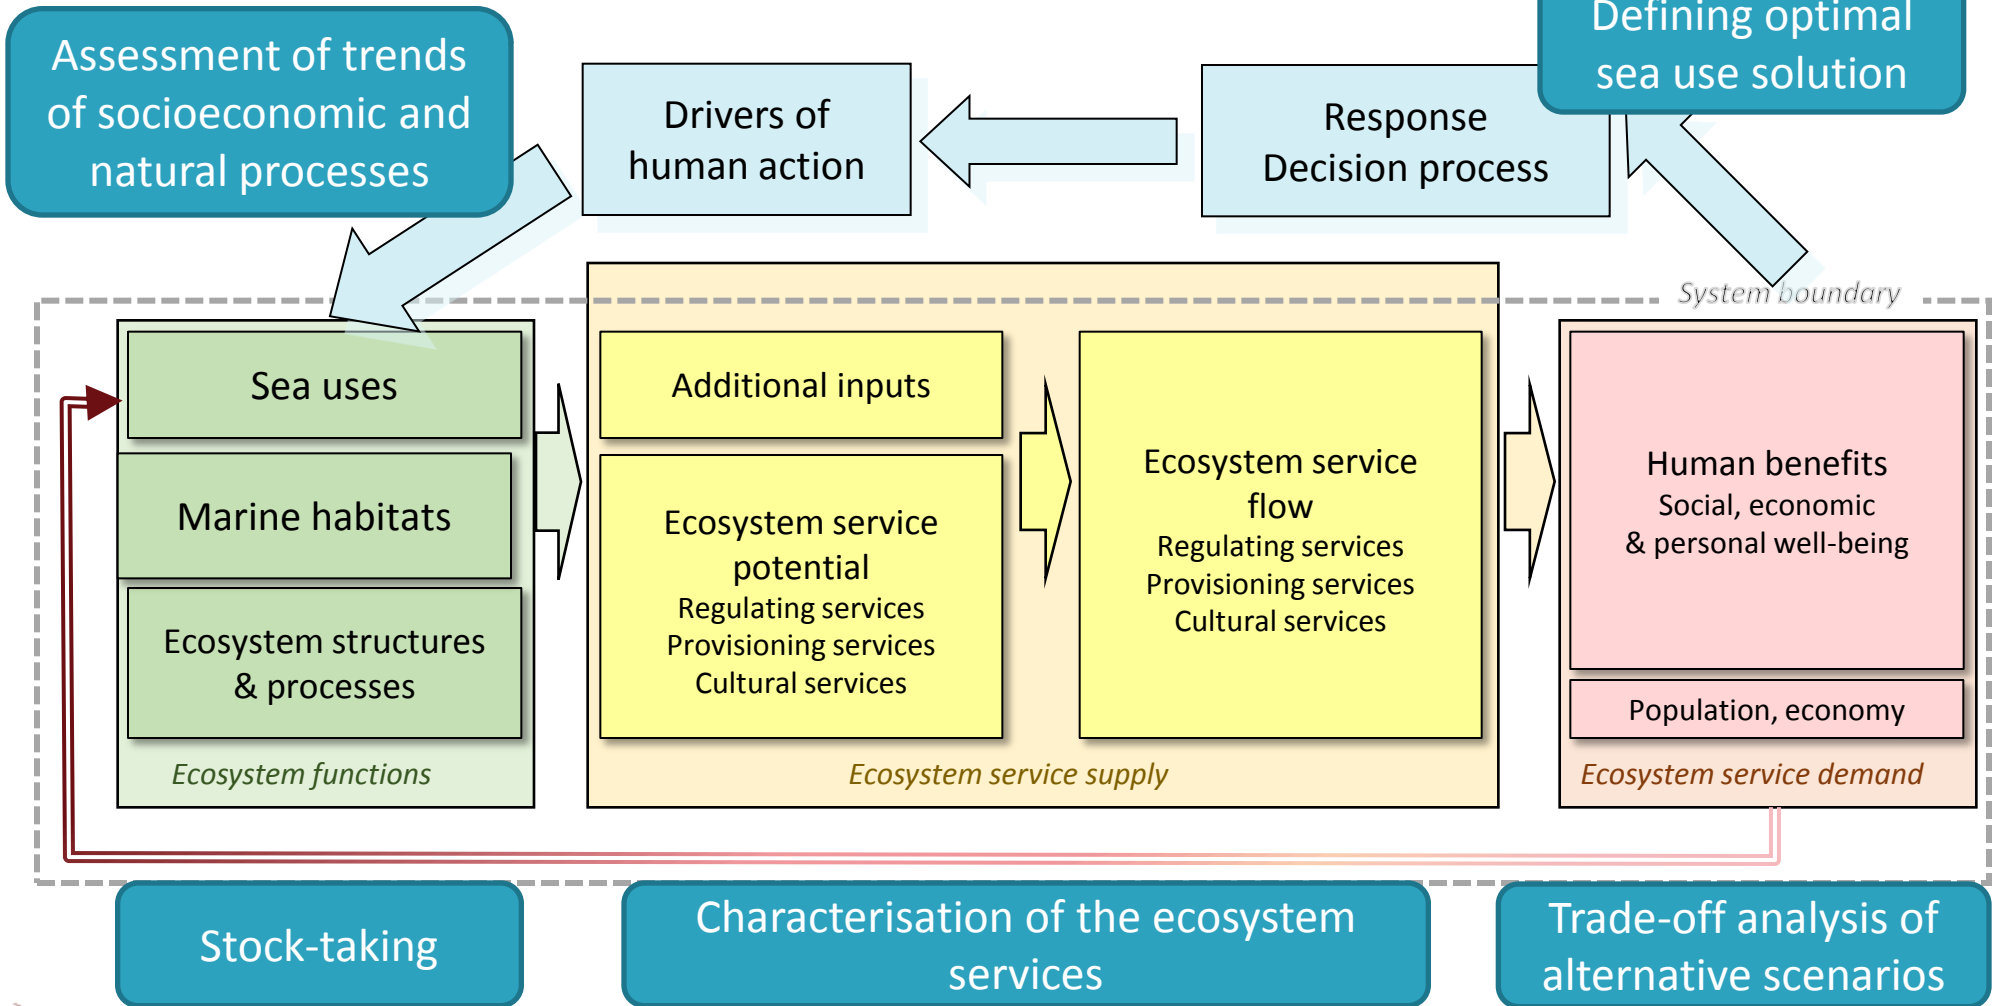 Assessment of trends
of socioeconomic and
natural processes
Drivers of
human action
Response
Decision process
Defining optimal
sea use solution
System boundary
Sea uses
Marine habitats
Ecosystem structures
& processes
Ecosystem functions
Additional inputs
Ecosystem service
potential
Regulating services
Provisioning services
Cultural services
Ecosystem service
flow
Regulating services
Provisioning services
Cultural services
Ecosystem service supply
Human benefits
Social, economic
& personal well-being
Population, economy
Ecosystem service demand
Stock-taking
Characterisation of the ecosystem
services
Trade-off analysis of
alternative scenarios